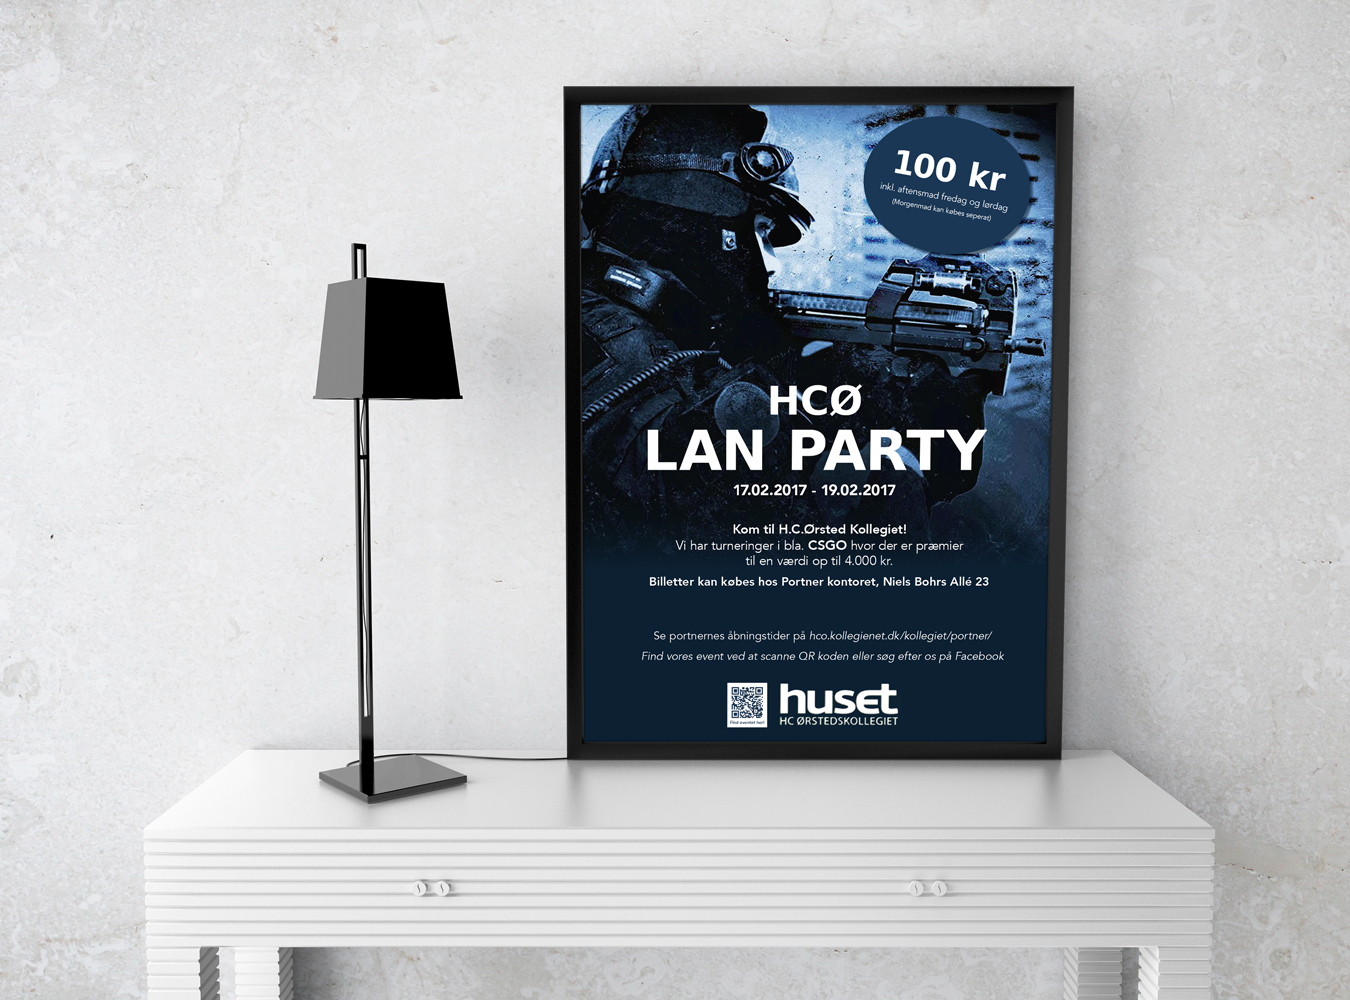 100 kr
inkl. aftensmad fredag og lørdag
(Morgenmad kan købes seperat)
HCØ
LAN PARTY
17.02.2017 - 19.02.2017
Kom til H.C.Ørsted Kollegiet!
Vi har turneringer i bla. CSGO hvor der er præmier
til en værdi op til 4.000 kr.
Billetter kan købes hos Portner kontoret, Niels Bohrs Allé 23
Se portnernes åbningstider på hco.kollegienet.dk/kollegiet/portner/
Find vores event ved at scanne QR koden eller søg efter os på Facebook
Find eventet her!
huset
HC ØRSTEDSKOLLEGIET